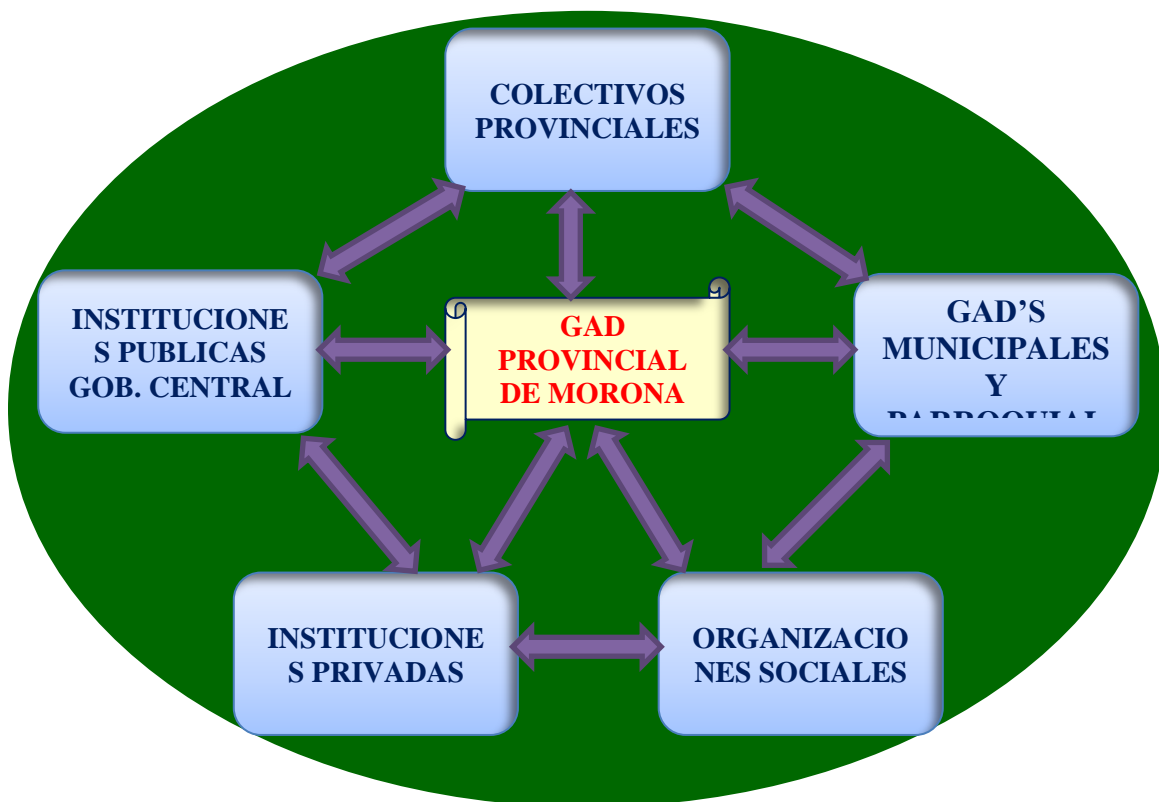 COLECTIVOS
PROVINCIALES
INSTITUCIONE
S PUBLICAS
GOB. CENTRAL
GAD
PROVINCIAL
DE MORONA
GAD'S
MUNICIPALES
Y
INSTITUCIONE
S PRIVADAS
ORGANIZACIO
NES SOCIALES